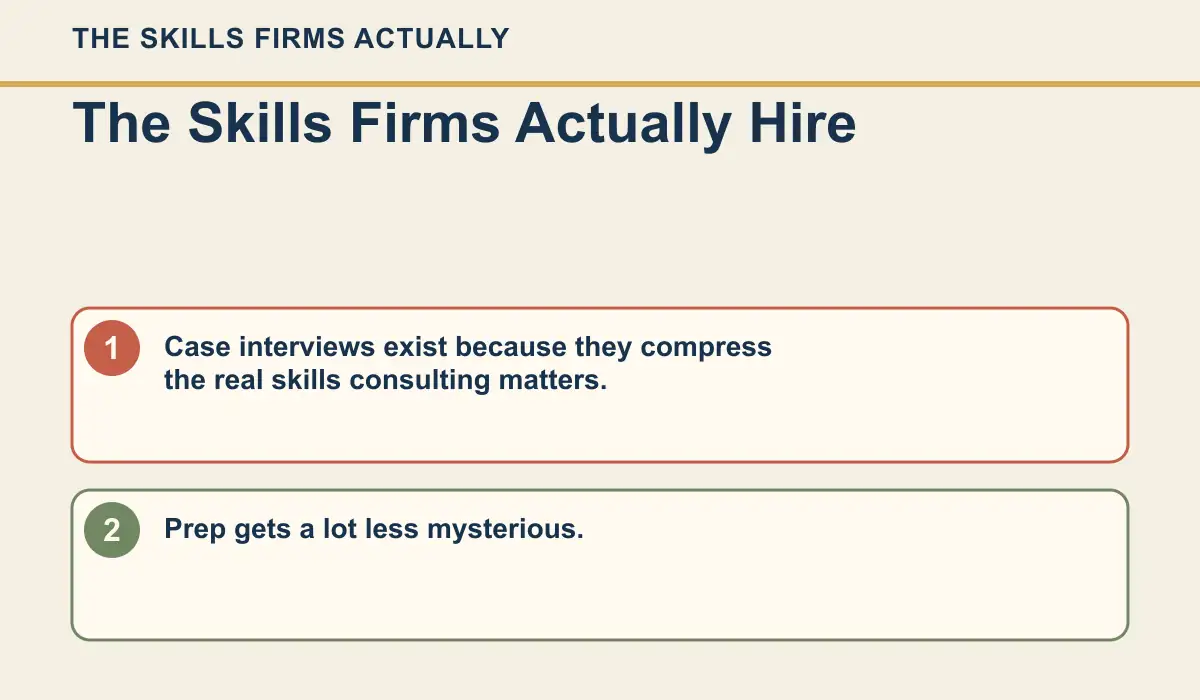 THE SKILLS FIRMS ACTUALLY
The Skills Firms Actually Hire
1
Case interviews exist because they compress
the real skills consulting matters.
2
Prep gets a lot less mysterious.